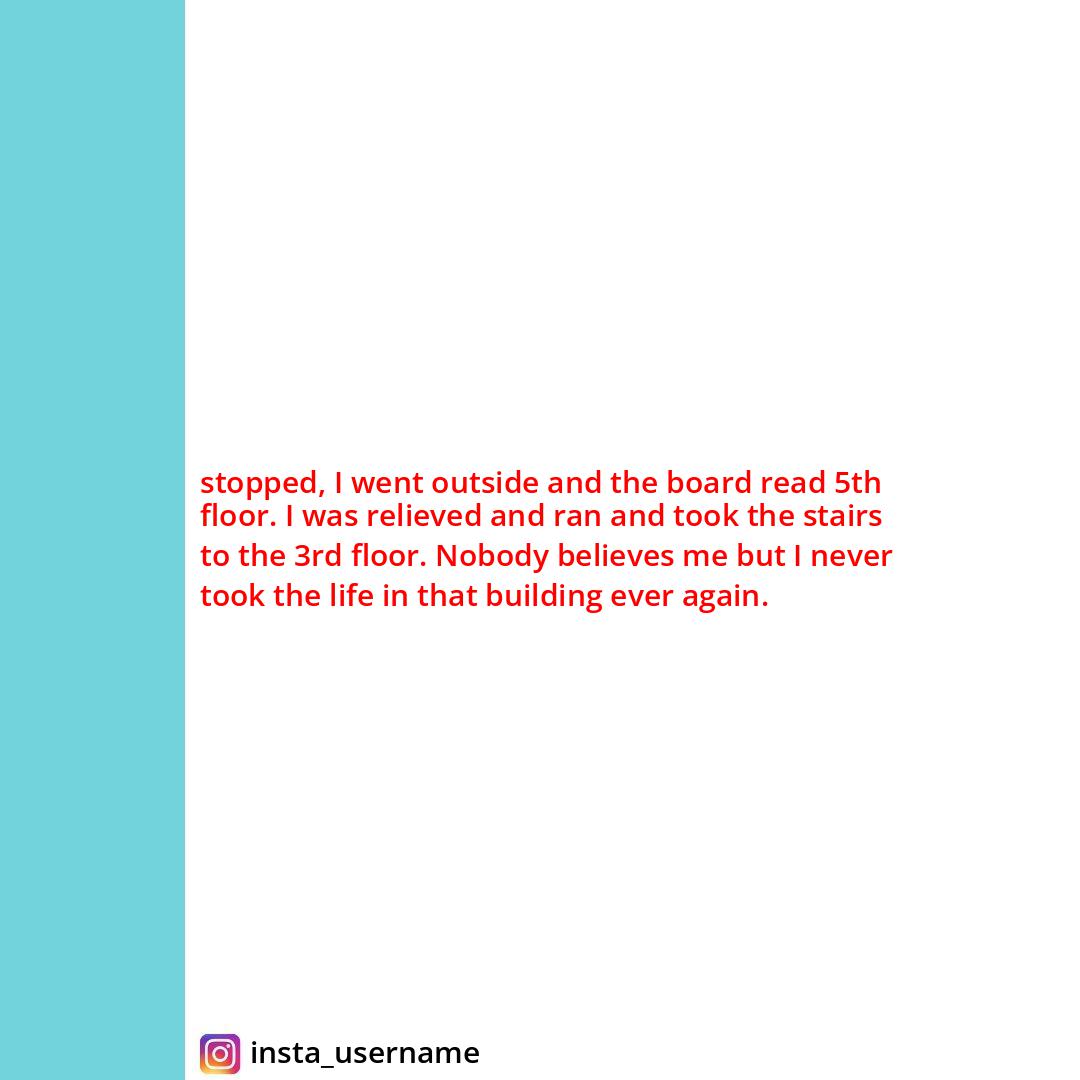 stopped, I went outside and the board read 5th
floor. I was relieved and ran and took the stairs
to the 3rd floor. Nobody believes me but I never
took the life in that building ever again.
insta_username